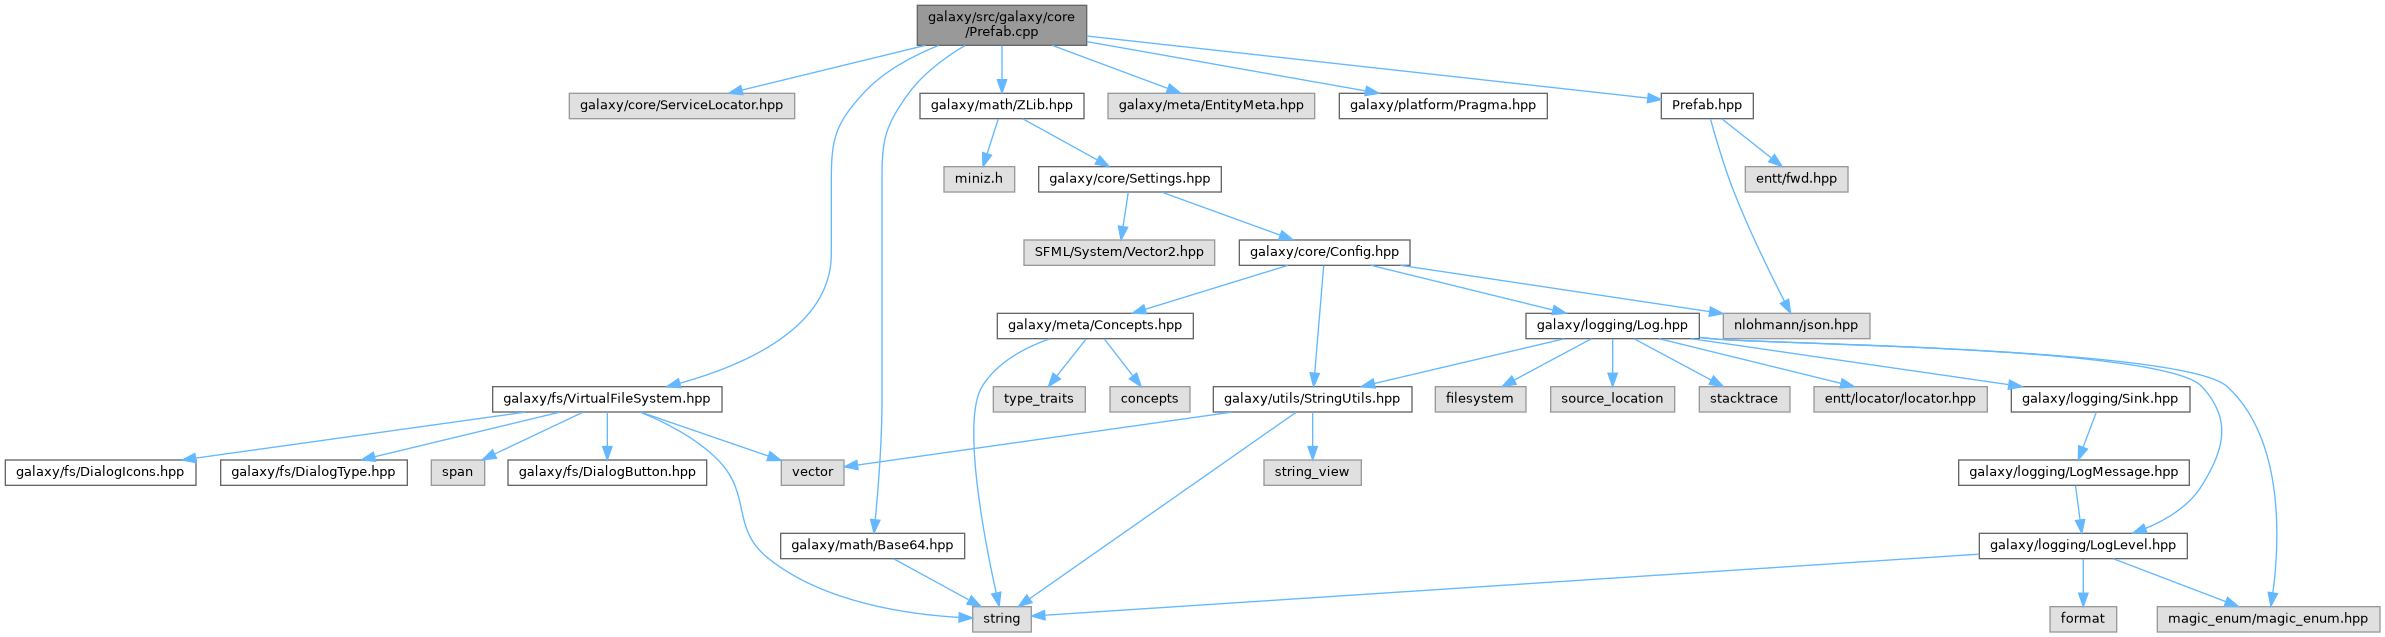 galaxy/src/galaxy/core
/Prefab.cpp
galaxy/core/ServiceLocator.hpp
galaxy/math/ZLib.hpp
galaxy/meta/EntityMeta.hpp
galaxy/platform/Pragma.hpp
Prefab.hpp
miniz.h
galaxy/core/Settings.hpp
entt/fwd.hpp
SFML/System/Vector2.hpp
galaxy/core/Config.hpp
galaxy/meta/Concepts.hpp
galaxy/logging/Log.hpp
nlohmann/json.hpp
galaxy/fs/VirtualFileSystem.hpp
type_traits
concepts
galaxy/utils/StringUtils.hpp
filesystem
source_location
stacktrace
entt/locator/locator.hpp
galaxy/logging/Sink.hpp
galaxy/fs/DialogIcons.hpp
galaxy/fs/DialogType.hpp
span
galaxy/fs/DialogButton.hpp
vector
string_view
galaxy/logging/LogMessage.hpp
galaxy/math/Base64.hpp
galaxy/logging/LogLevel.hpp
string
format
magic_enum/magic_enum.hpp